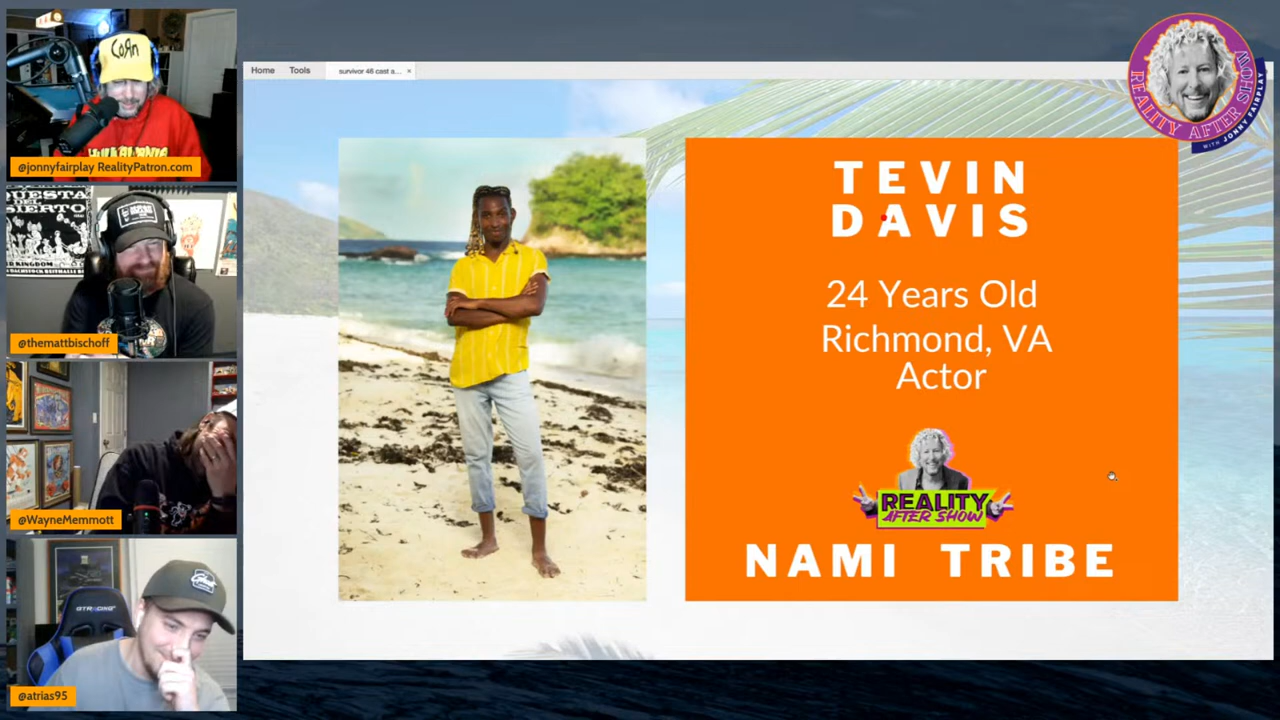 Home Tools survivor 46 cast a... ×
REALITY AFTER SHOW
WITH JONNY FAIRPLAY
KoRn
@jonnyfairplay RealityPatron.com
@themattbischoff
@WayneMemmott
GTRACING
@atrias95
TEVIN
DAVIS
24 Years Old
Richmond, VA
Actor
REALITY
AFTER SHOW
NAMI TRIBE